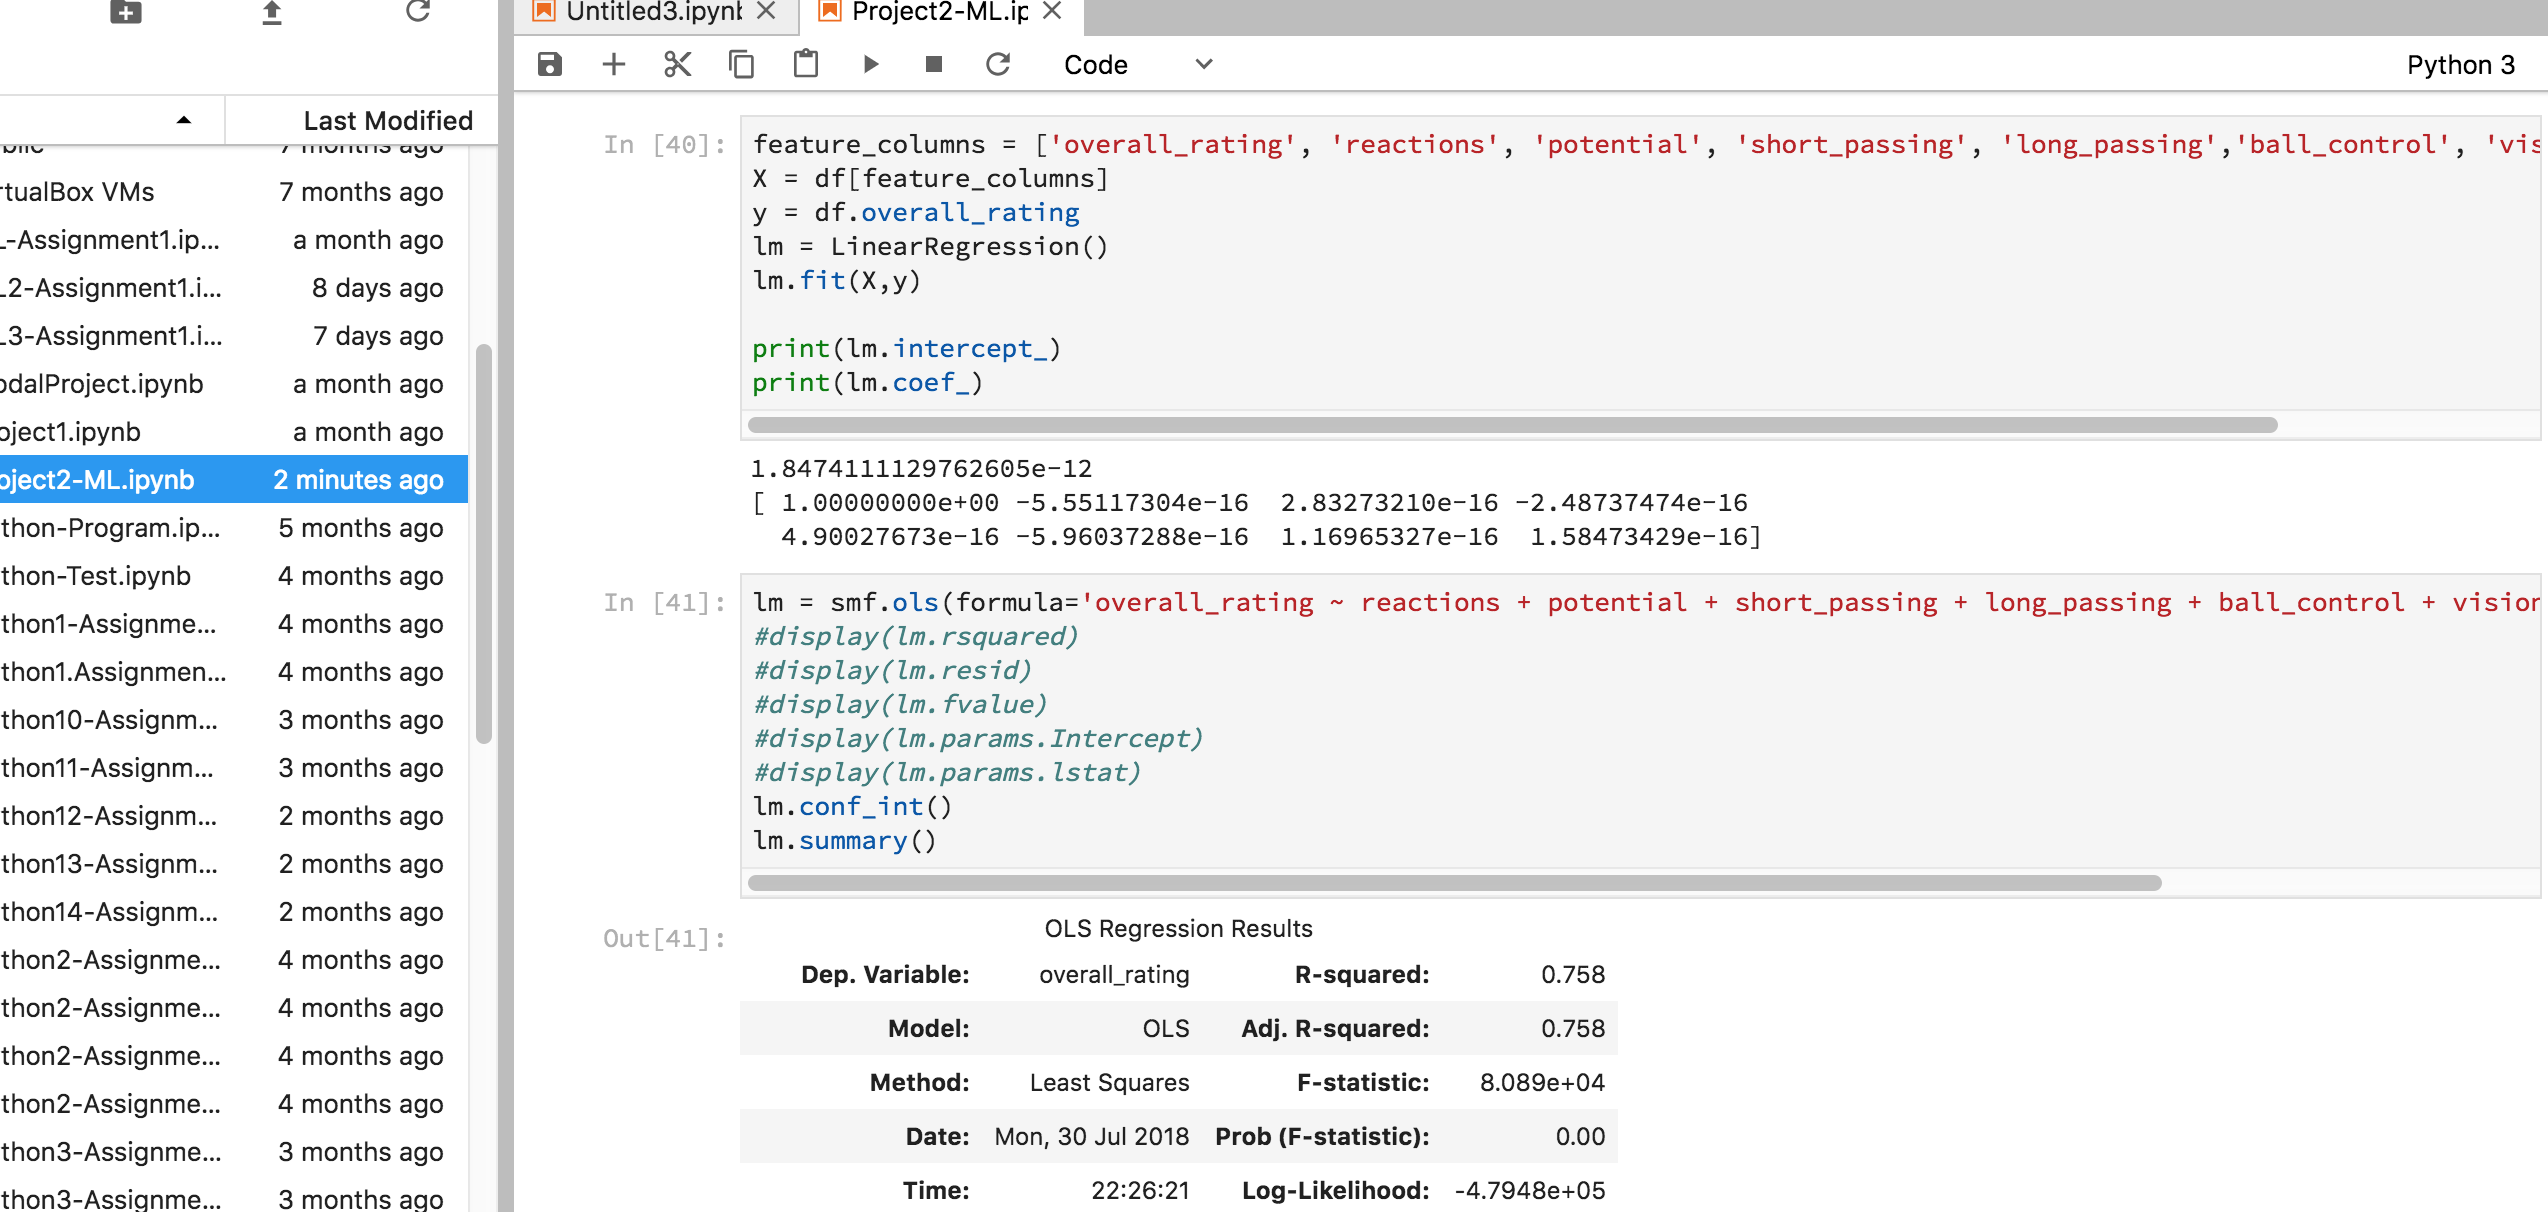 Untitled3.ipynb
Project2-ML.ip
Code
Python 3
Last Modified
7 months ago
rtualBox VMs 7 months ago
L-Assignment1.ip... a month ago
L2-Assignment1.i... 8 days ago
L3-Assignment1.i... 7 days ago
odalProject.ipynb a month ago
oject1.ipynb a month ago
oject2-ML.ipynb 2 minutes ago
thon-Program.ip... 5 months ago
thon-Test.ipynb 4 months ago
thon1-Assignme... 4 months ago
thon1.Assignmen... 4 months ago
thon10-Assignm... 3 months ago
thon11-Assignm... 3 months ago
thon12-Assignm... 2 months ago
thon13-Assignm... 2 months ago
thon14-Assignm... 2 months ago
thon2-Assignme... 4 months ago
thon2-Assignme... 4 months ago
thon2-Assignme... 4 months ago
thon2-Assignme... 4 months ago
thon3-Assignme... 3 months ago
thon3-Assignme... 3 months ago
In [40]:
feature_columns = ['overall_rating', 'reactions', 'potential', 'short_passing', 'long_passing','ball_control', 'vis
X = df[feature_columns]
y = df.overall_rating
lm = LinearRegression()
lm.fit(X,y)
print(lm.intercept_)
print(lm.coef_)
1.8474111129762605e-12
[ 1.00000000e+00 -5.55117304e-16 2.83273210e-16 -2.48737474e-16
4.90027673e-16 -5.96037288e-16 1.16965327e-16 1.58473429e-16]
In [41]:
lm = smf.ols(formula='overall_rating ~ reactions + potential + short_passing + long_passing + ball_control + vision
#display(lm.rsquared)
#display(lm.resid)
#display(lm.fvalue)
#display(lm.params.Intercept)
#display(lm.params.lstat)
lm.conf_int()
lm.summary()
Out[41]:
OLS Regression Results
Dep. Variable: overall_rating R-squared: 0.758
Model: OLS Adj. R-squared: 0.758
Method: Least Squares F-statistic: 8.089e+04
Date: Mon, 30 Jul 2018 Prob (F-statistic): 0.00
Time: 22:26:21 Log-Likelihood: -4.7948e+05